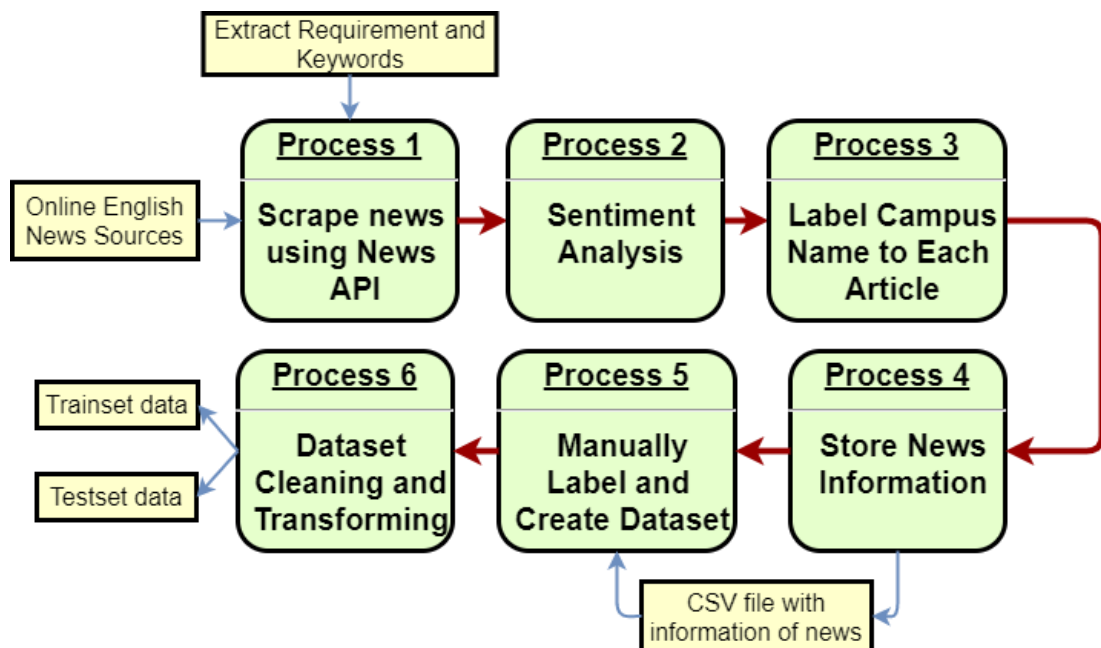 Extract Requirement and
Keywords
Process 1
Scrape news
using News
API
Process 2
Sentiment
Analysis
Process 3
Label Campus
Name to Each
Article
Online English
News Sources
Process 6
Dataset
Cleaning and
Transforming
Process 5
Manually
Label and
Create Dataset
Process 4
Store News
Information
Trainset data
Testset data
CSV file with
information of news